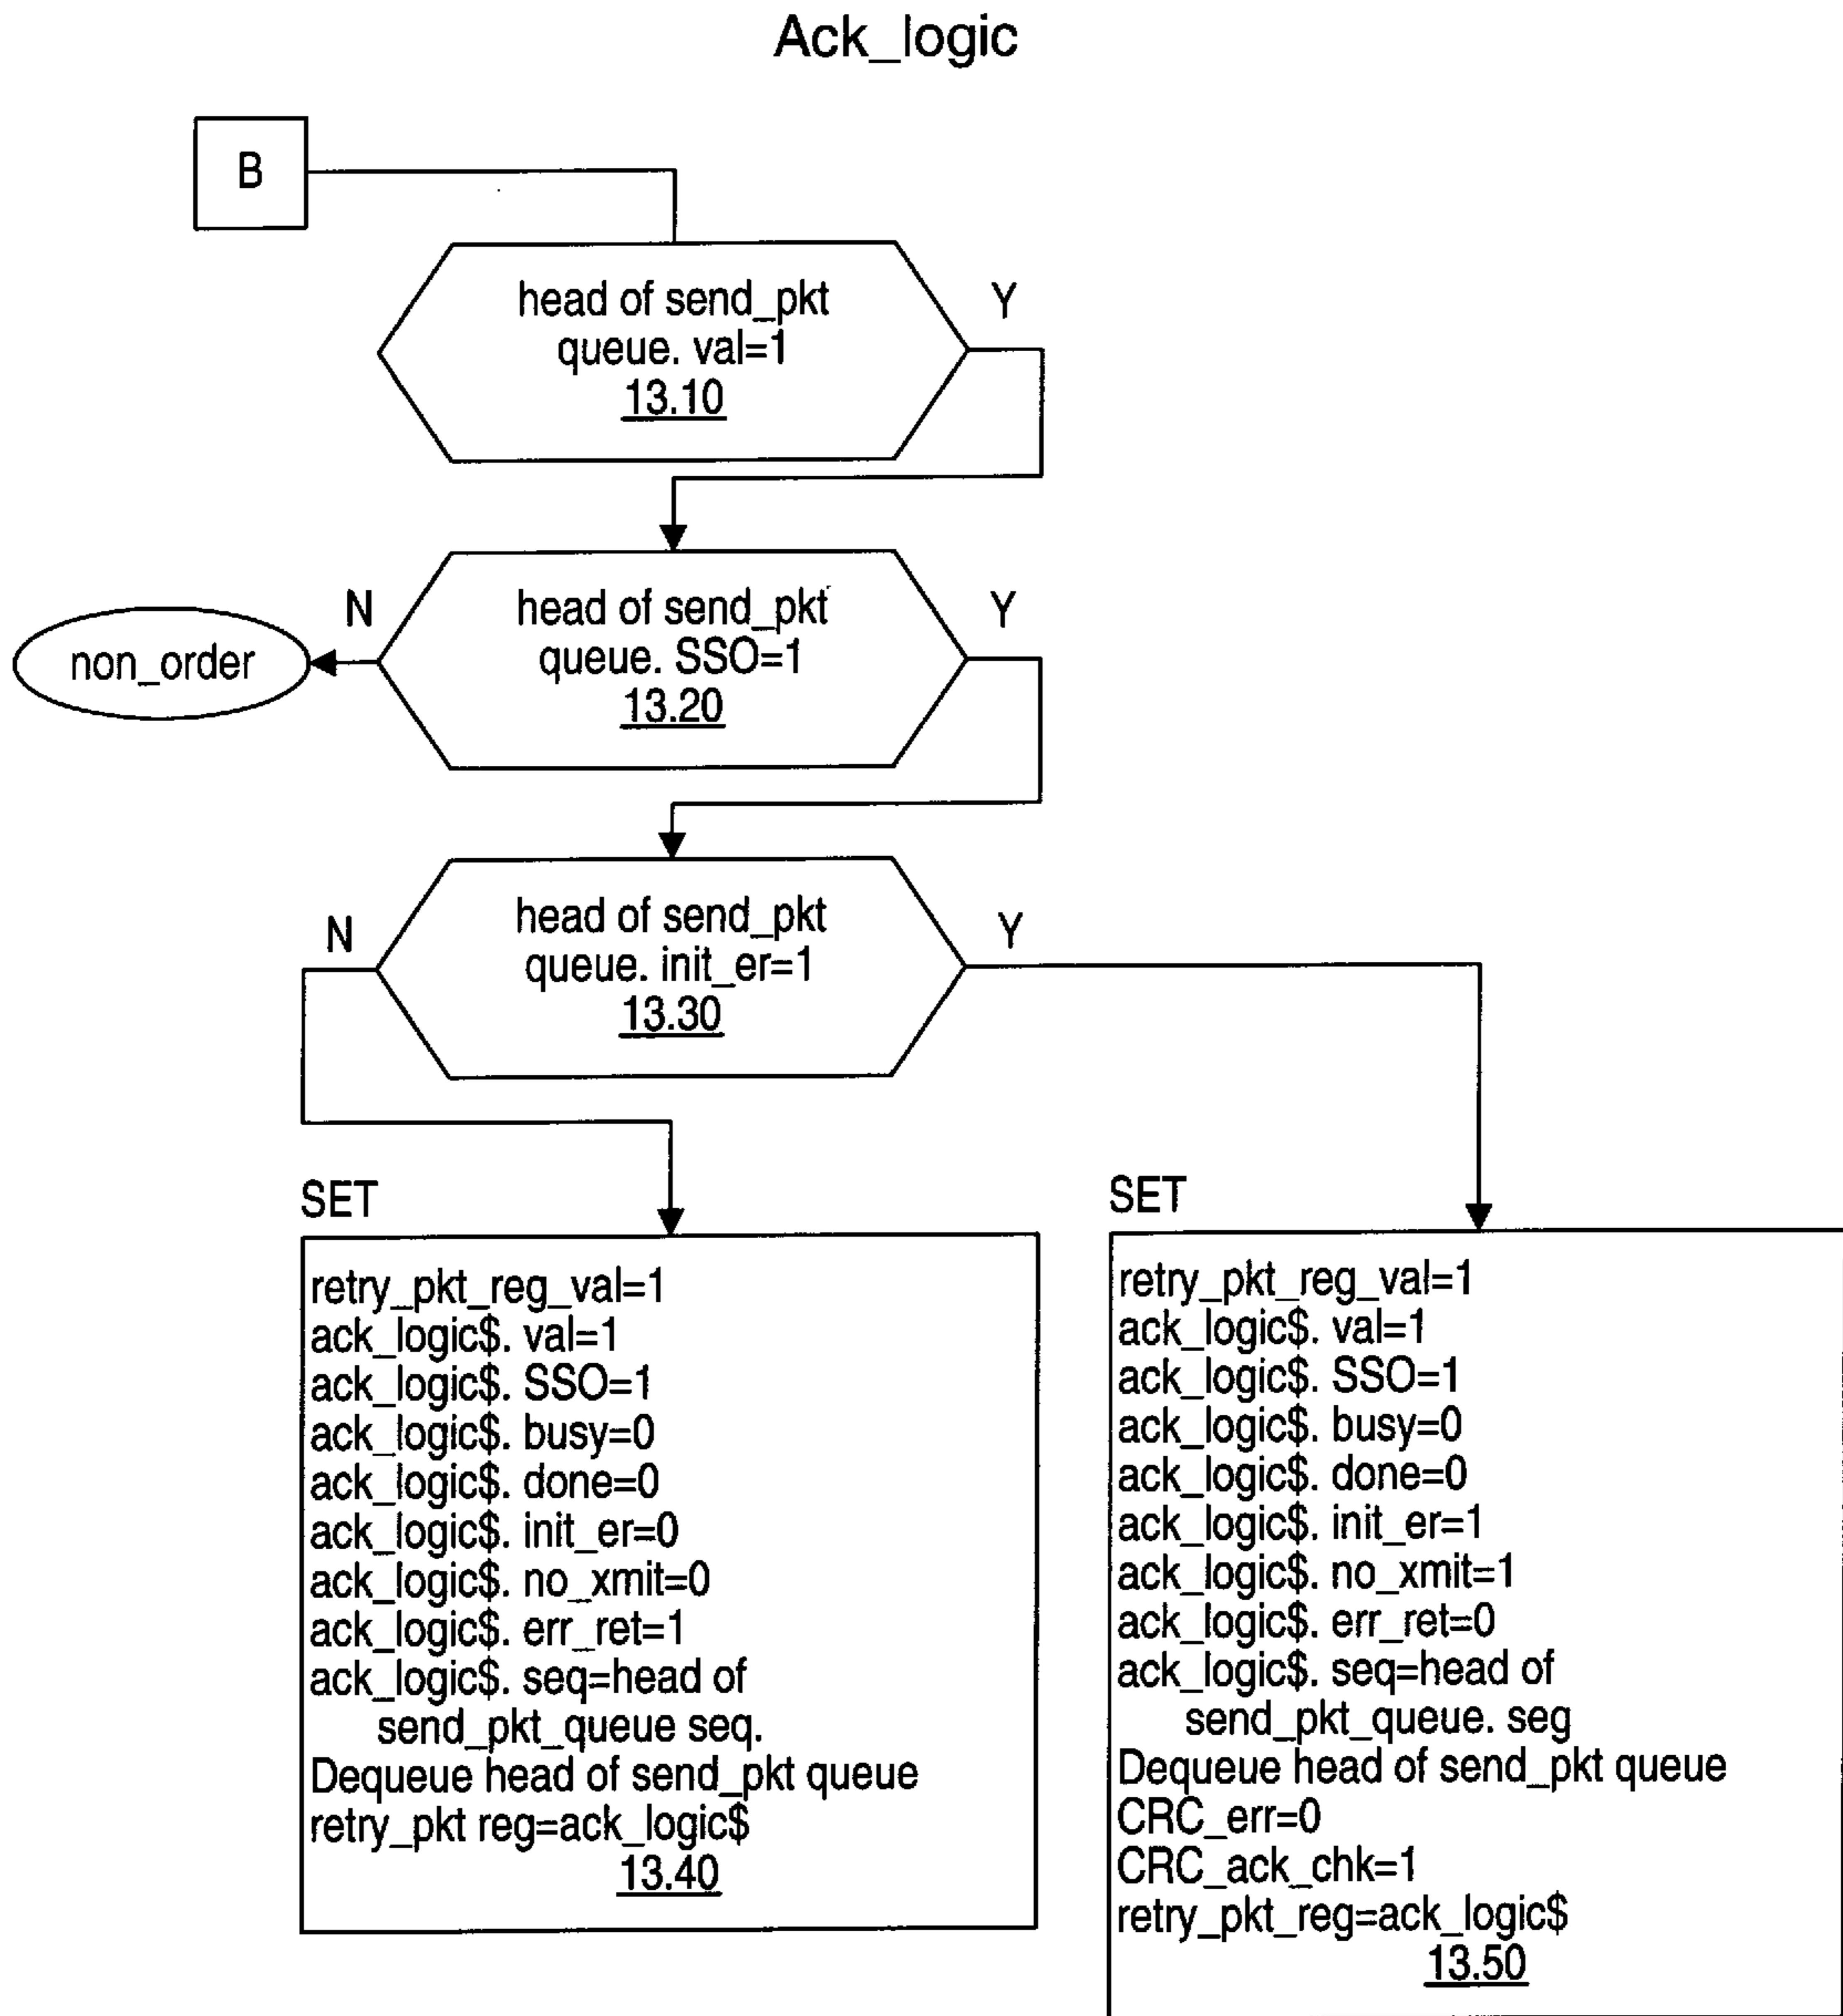 Ack_logic
B
head of send_pkt
queue. val=1
13.10
Y
head of send_pkt
queue. SSO=1
13.20
N
Y
non_order
head of send_pkt
queue. init_er=1
13.30
N
Y
SET
retry_pkt_reg_val=1
ack_logic$. val=1
ack_logic$. SSO=1
ack_logic$. busy=0
ack_logic$. done=0
ack_logic$. init_er=0
ack_logic$. no_xmit=0
ack_logic$. err_ret=1
ack_logic$. seq=head of
send_pkt_queue seq.
Dequeue head of send_pkt queue
retry_pkt reg=ack_logic$
13.40
SET
retry_pkt_reg_val=1
ack_logic$. val=1
ack_logic$. SSO=1
ack_logic$. busy=0
ack_logic$. done=0
ack_logic$. init_er=1
ack_logic$. no_xmit=1
ack_logic$. err_ret=0
ack_logic$. seq=head of
send_pkt_queue. seg
Dequeue head of send_pkt queue
CRC_err=0
CRC_ack_chk=1
retry_pkt_reg=ack_logic$
13.50